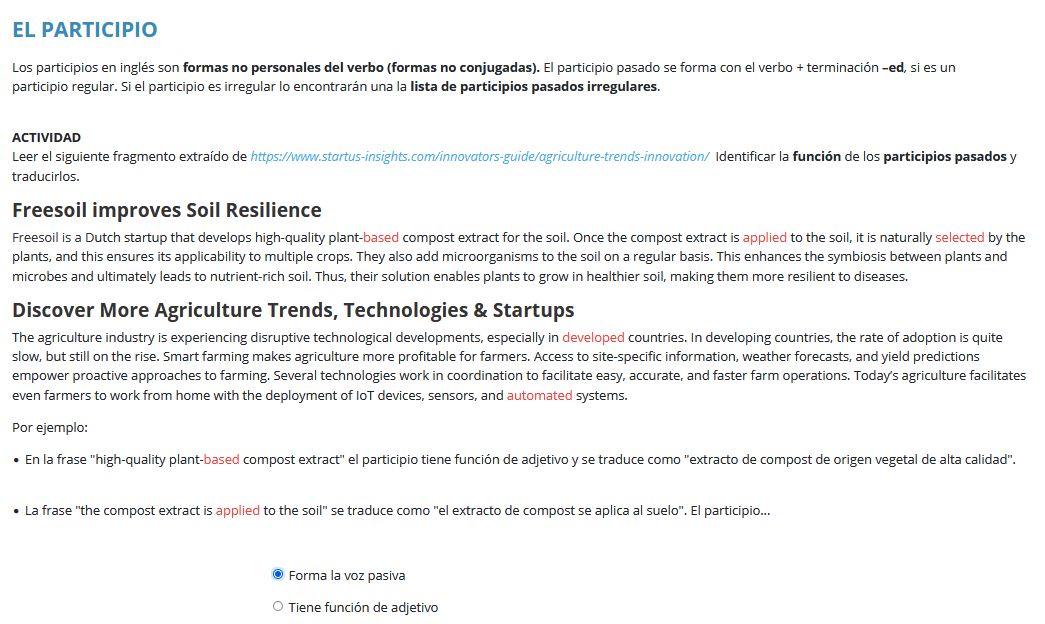 EL PARTICIPIO
Los participios en inglés son formas no personales del verbo (formas no conjugadas). El participio pasado se forma con el verbo + terminación –ed, si es un
participio regular. Si el participio es irregular lo encontrarán una la lista de participios pasados irregulares.
ACTIVIDAD
Leer el siguiente fragmento extraído de https://www.startus-insights.com/innovators-guide/agriculture-trends-innovation/ Identificar la función de los participios pasados y
traducirlos.
Freesoil improves Soil Resilience
Freesoil is a Dutch startup that develops high-quality plant-based compost extract for the soil. Once the compost extract is applied to the soil, it is naturally selected by the
plants, and this ensures its applicability to multiple crops. They also add microorganisms to the soil on a regular basis. This enhances the symbiosis between plants and
microbes and ultimately leads to nutrient-rich soil. Thus, their solution enables plants to grow in healthier soil, making them more resilient to diseases.
Discover More Agriculture Trends, Technologies & Startups
The agriculture industry is experiencing disruptive technological developments, especially in developed countries. In developing countries, the rate of adoption is quite
slow, but still on the rise. Smart farming makes agriculture more profitable for farmers. Access to site-specific information, weather forecasts, and yield predictions
empower proactive approaches to farming. Several technologies work in coordination to facilitate easy, accurate, and faster farm operations. Today's agriculture facilitates
even farmers to work from home with the deployment of IoT devices, sensors, and automated systems.
Por ejemplo:
• En la frase "high-quality plant-based compost extract" el participio tiene función de adjetivo y se traduce como "extracto de compost de origen vegetal de alta calidad".
• La frase "the compost extract is applied to the soil" se traduce como "el extracto de compost se aplica al suelo". El participio...
Forma la voz pasiva
Tiene función de adjetivo